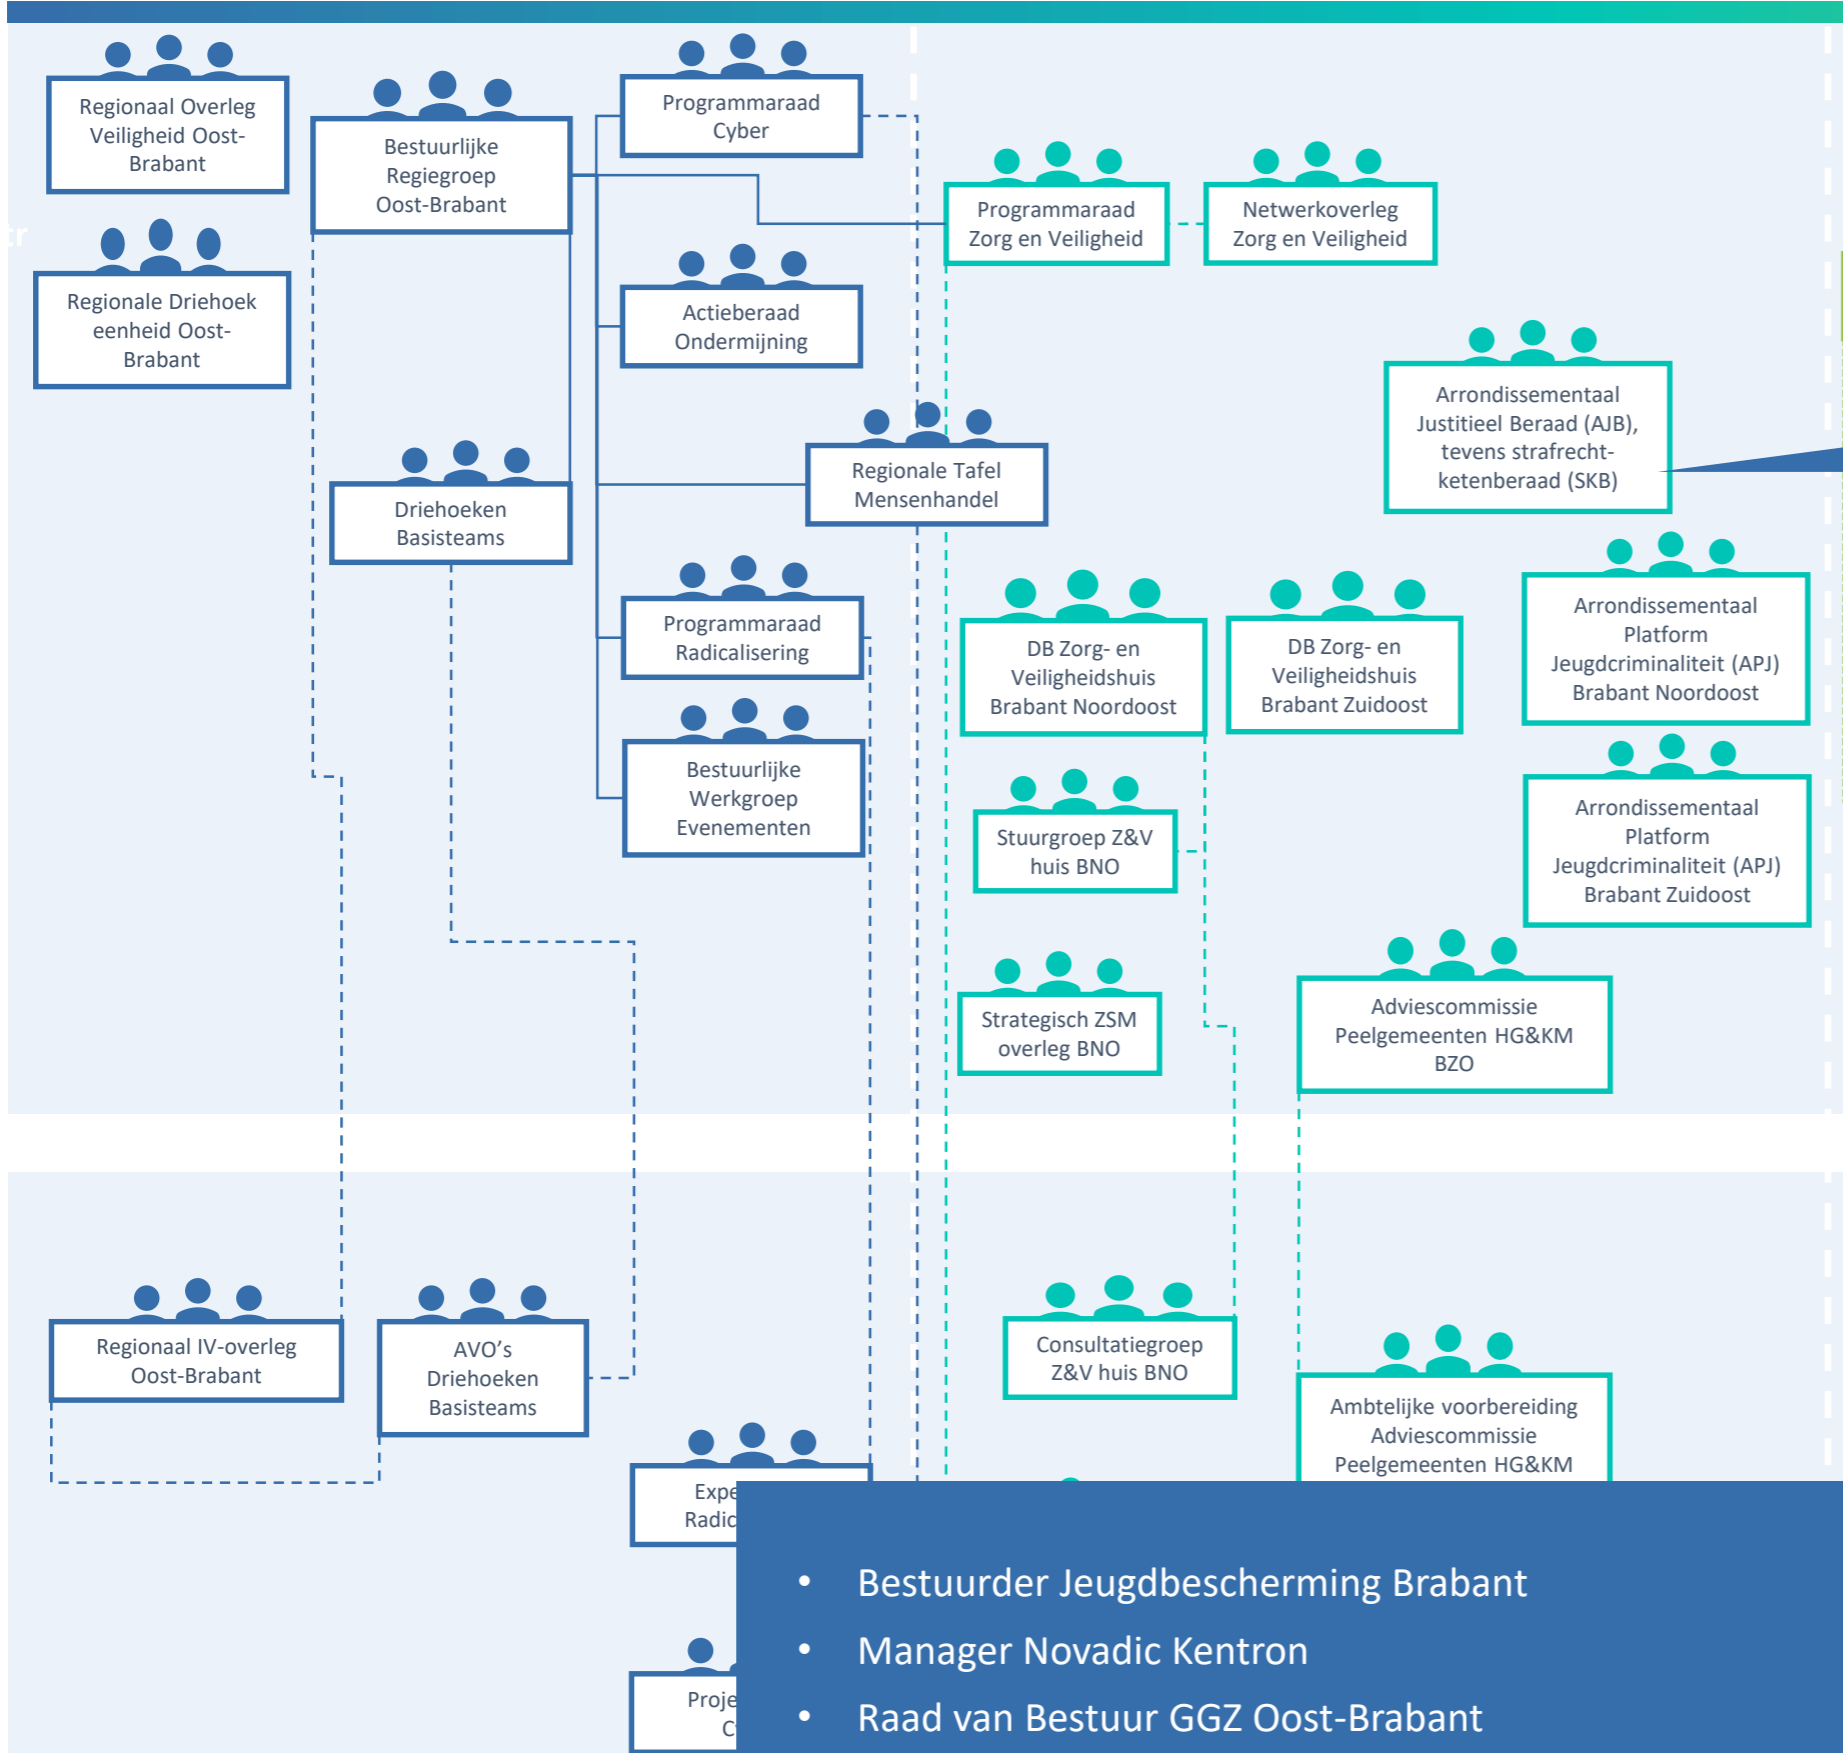 Regionaal Overleg
Veiligheid Oost-
Brabant
Bestuurlijke
Regiegroep
Oost-Brabant
Programmaraad
Cyber
Programmaraad
Zorg en Veiligheid
Netwerkoverleg
Zorg en Veiligheid
tr
Regionale Driehoek
eenheid Oost-
Brabant
Actieberaad
Ondermijning
Arrondissementaal
Justitieel Beraad (AJB),
tevens strafrecht-
ketenberaad (SKB)
Driehoeken
Basisteams
Regionale Tafel
Mensenhandel
Programmaraad
Radicalisering
DB Zorg- en
Veiligheidshuis
Brabant Noordoost
DB Zorg- en
Veiligheidshuis
Brabant Zuidoost
Arrondissementaal
Platform
Jeugdcriminaliteit (APJ)
Brabant Noordoost
Bestuurlijke
Werkgroep
Evenementen
Stuurgroep Z&V
huis BNO
Arrondissementaal
Platform
Jeugdcriminaliteit (APJ)
Brabant Zuidoost
Strategisch ZSM
overleg BNO
Adviescommissie
Peelgemeenten HG&KM
BZO
Regionaal IV-overleg
Oost-Brabant
AVO's
Driehoeken
Basisteams
Consultatiegroep
Z&V huis BNO
Ambtelijke voorbereiding
Adviescommissie
Peelgemeenten HG&KM
Expe
Radic
Proje
• Bestuurder Jeugdbescherming Brabant
• Manager Novadic Kentron
• Raad van Bestuur GGZ Oost-Brabant